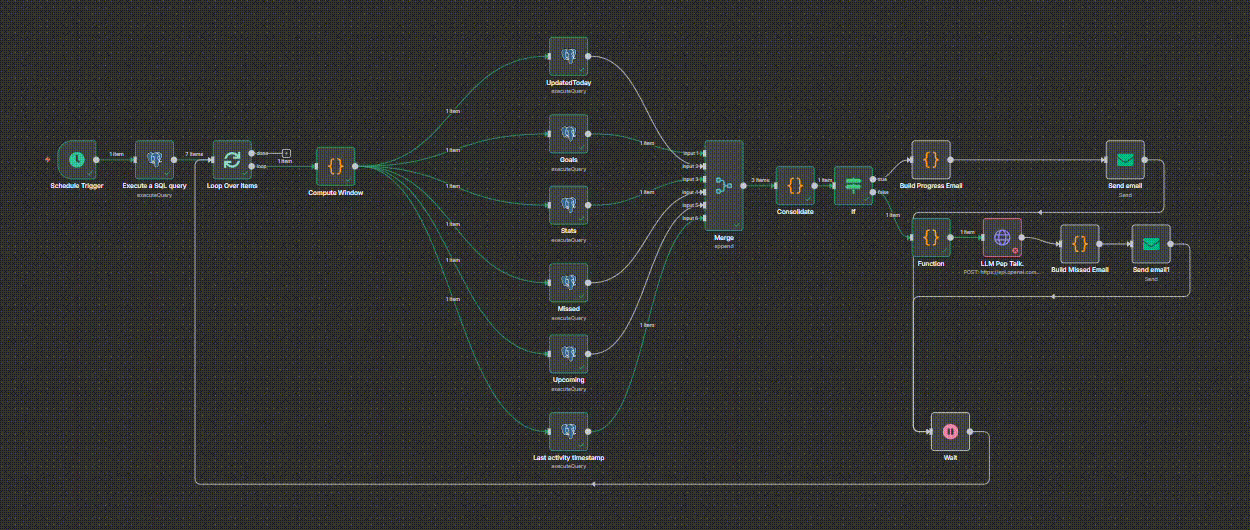 UpdatedToday
executeQuery
1 item
Goals
executeQuery
1 item
1 item
Schedule Trigger
1 item
Execute a SQL query
executeQuery
7 items
Loop Over Items
done
loop
1 item
Compute Window
Stats
executeQuery
1 item
1 item
Missed
executeQuery
1 item
1 item
Upcoming
executeQuery
1 item
1 item
Last activity timestamp
executeQuery
Input 1
Input 2
Input 3
Input 4
Input 5
Input 6
Merge
append
3 items
Consolidate
1 item
If
true
false
Build Progress Email
Send email
Send
1 item
Function
1 item
LLM Pep Talk.
POST: https://api.openai.com...
Build Missed Email
Send email1
Send
Wait